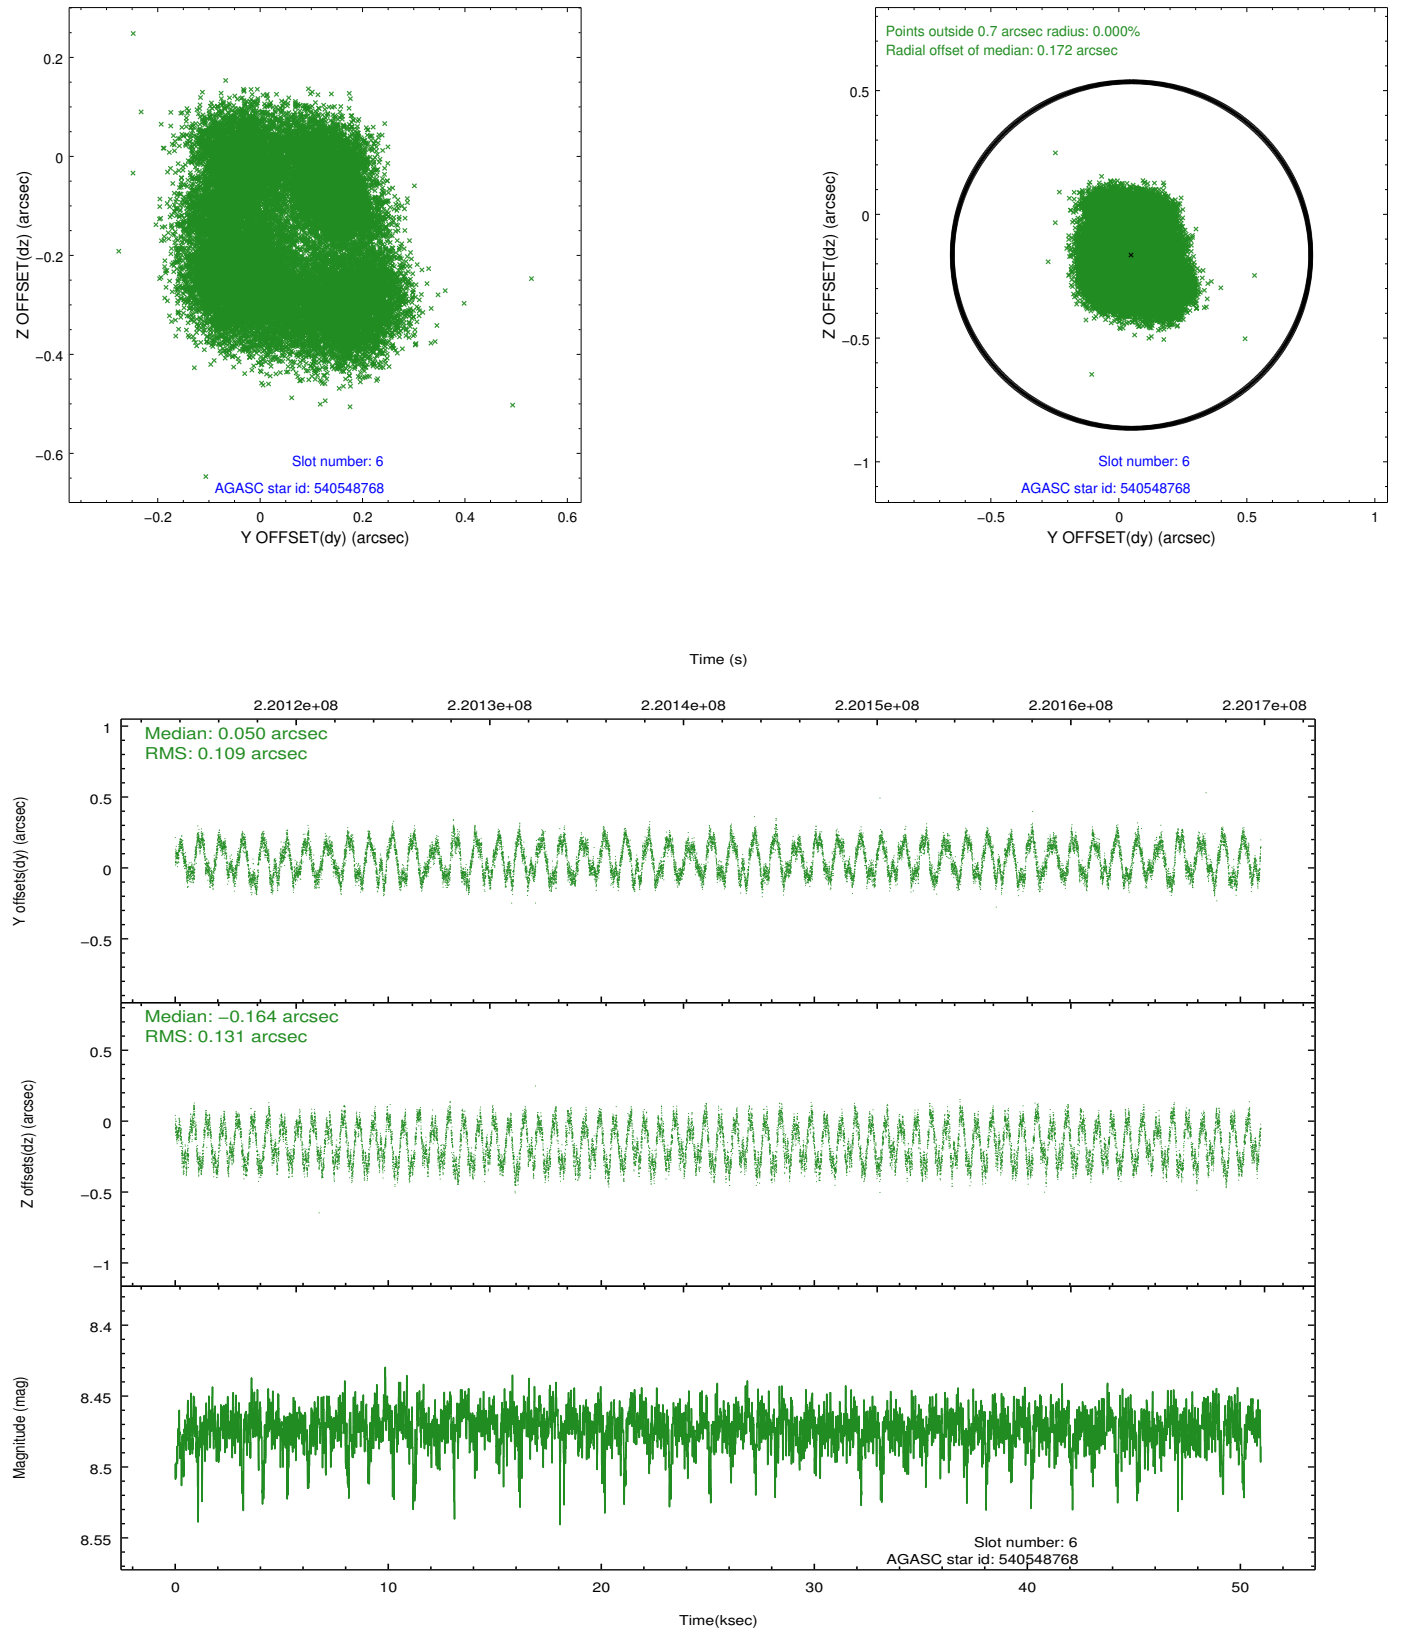 0.2
0
−0.2
−0.4
−0.6
Z OFFSET(dz) (arcsec)
Slot number: 6
AGASC star id: 540548768
−0.2 0 0.2 0.4 0.6
Y OFFSET(dy) (arcsec)
Points outside 0.7 arcsec radius: 0.000%
Radial offset of median: 0.172 arcsec
0.5
0
−0.5
−1
Z OFFSET(dz) (arcsec)
Slot number: 6
AGASC star id: 540548768
−0.5 0 0.5 1
Y OFFSET(dy) (arcsec)
Time (s)
2.2012e+08 2.2013e+08 2.2014e+08 2.2015e+08 2.2016e+08 2.2017e+08
Median: 0.050 arcsec
RMS: 0.109 arcsec
1
0.5
0
−0.5
Y offsets(dy) (arcsec)
Median: −0.164 arcsec
RMS: 0.131 arcsec
0.5
0
−0.5
−1
Z offsets(dz) (arcsec)
8.4
8.45
8.5
8.55
Magnitude (mag)
Slot number: 6
AGASC star id: 540548768
0 10 20 30 40 50
Time(ksec)